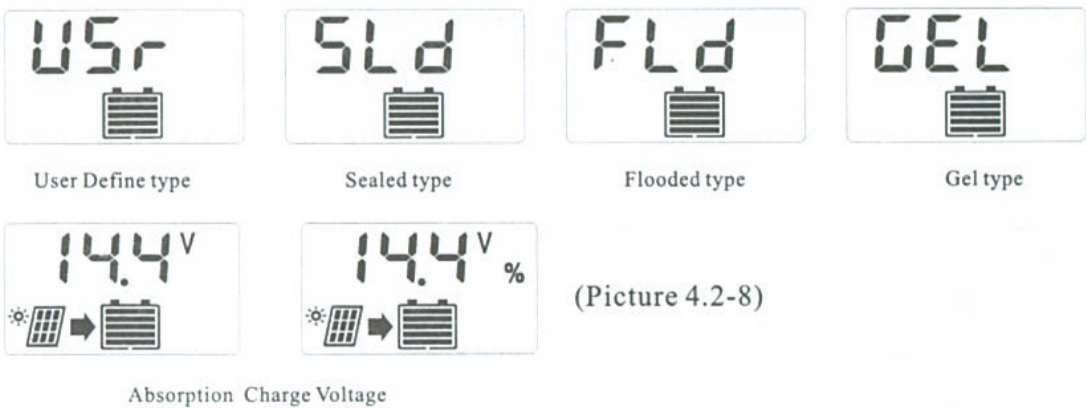 USr SLd FLd GEL
User Define type Sealed type Flooded type Gel type
14.4 V 14.4 V %
(Picture 4.2-8)
Absorption Charge Voltage